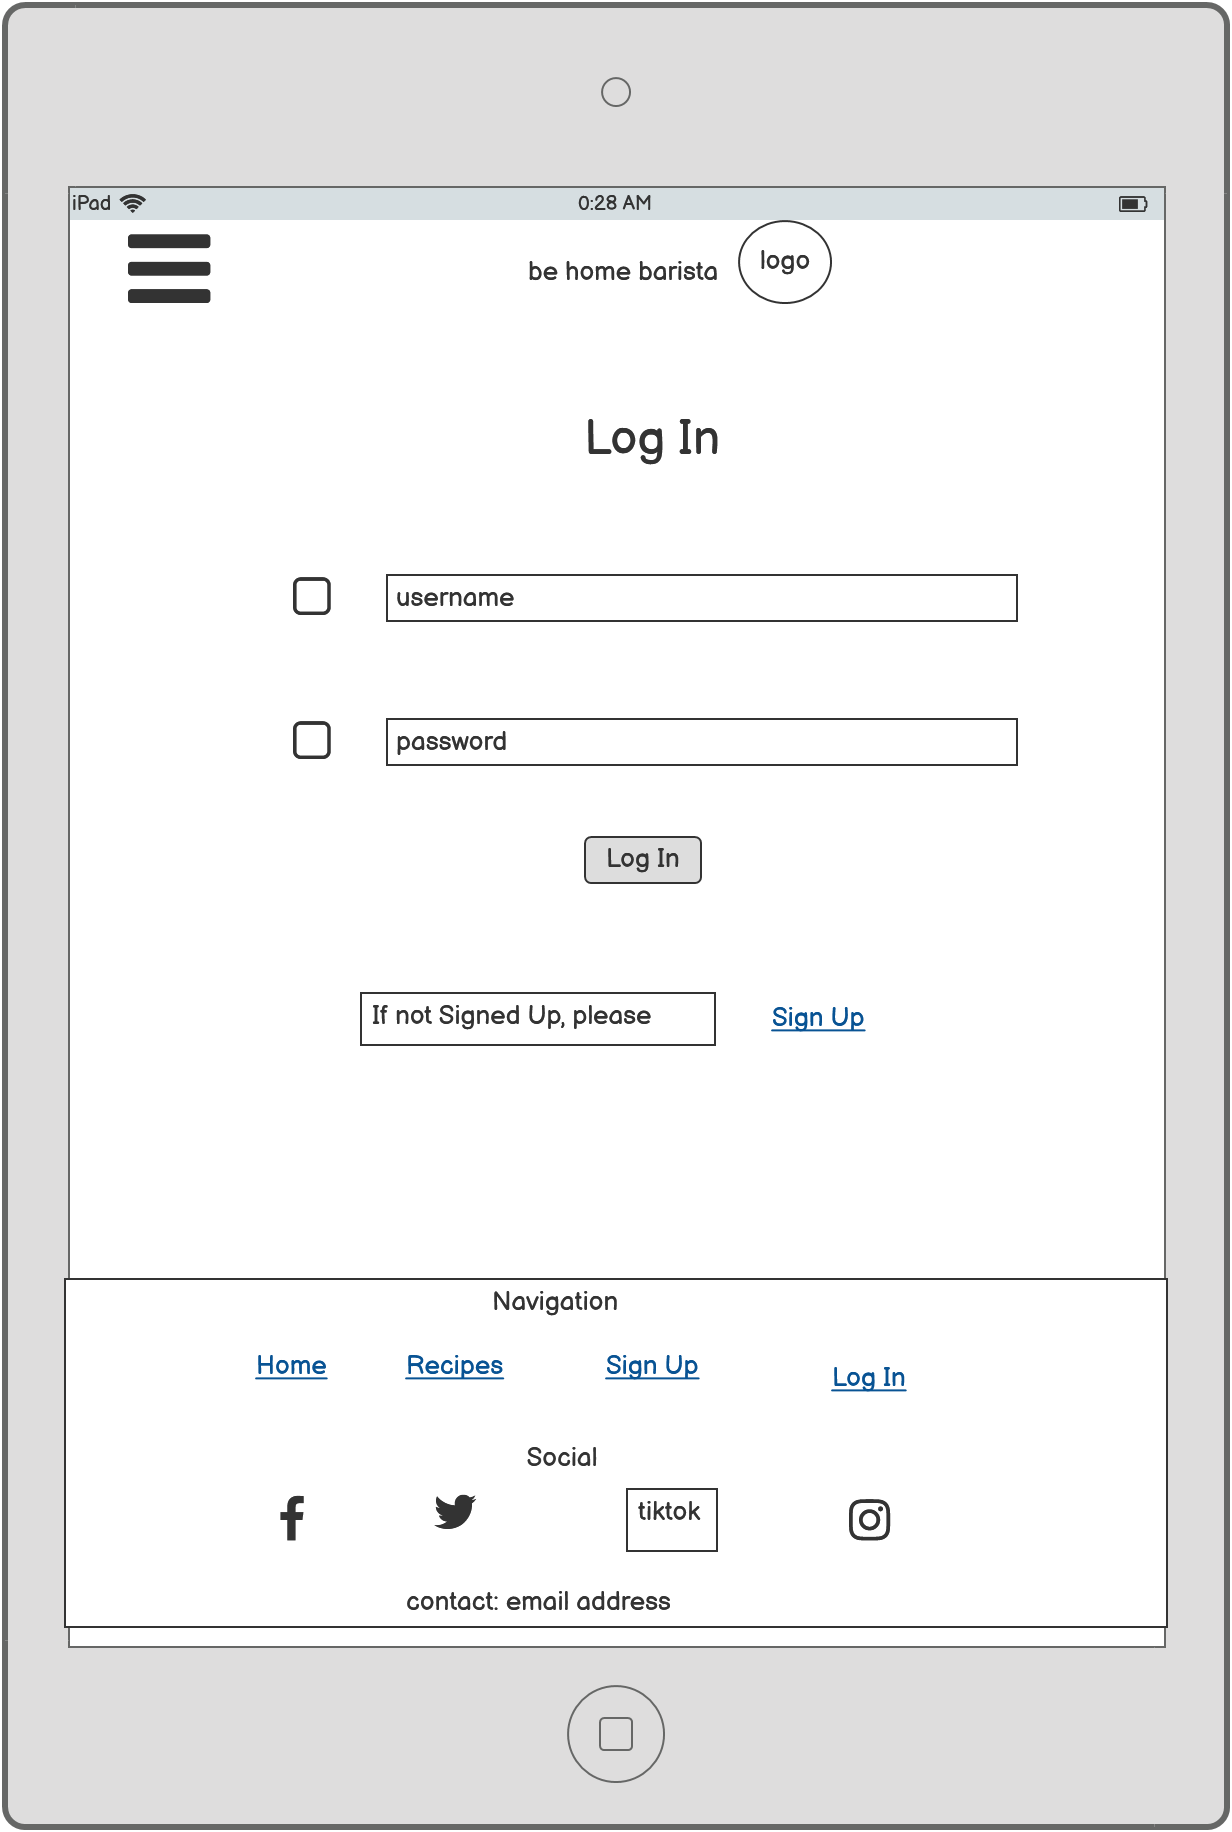 iPad 0:28 AM
be home barista logo
Log In
username
password
Log In
If not Signed Up, please Sign Up
Navigation
Home Recipes Sign Up Log In
Social
tiktok
contact: email address